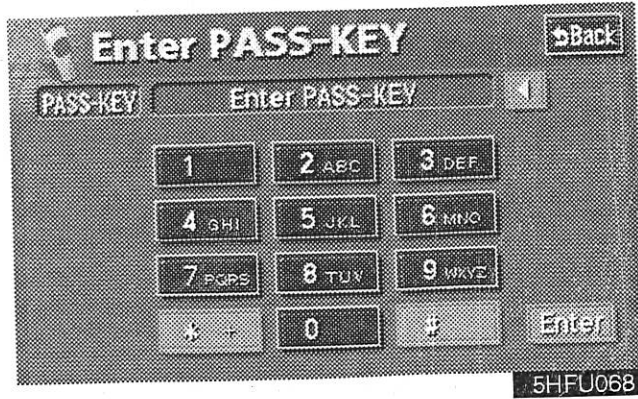 Enter PASS-KEY
Back
PASS-KEY Enter PASS-KEY
1 2 ABC 3 DEF
4 GHI 5 JKL 6 MNO
7 PQRS 8 TUV 9 WXYZ
* + 0 #
Enter
5HFU068